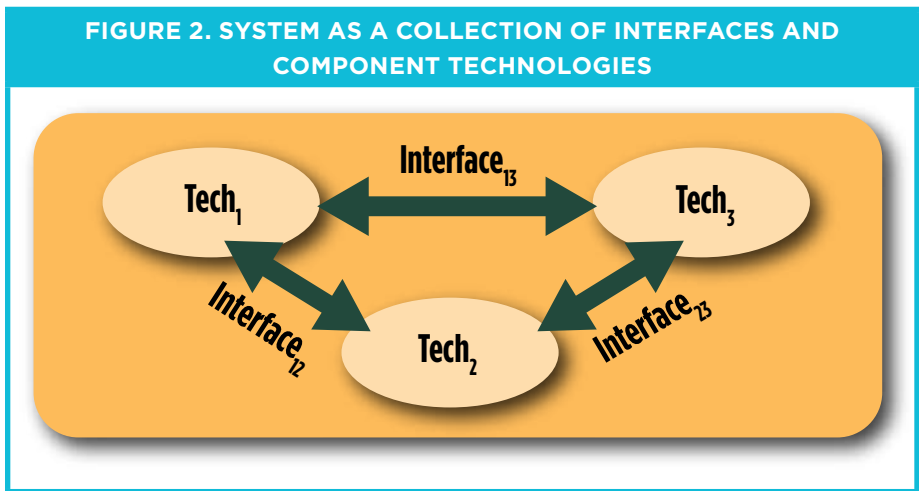 FIGURE 2. SYSTEM AS A COLLECTION OF INTERFACES AND
COMPONENT TECHNOLOGIES
Interface13
Tech1
Tech3
Interface12
Interface23
Tech2